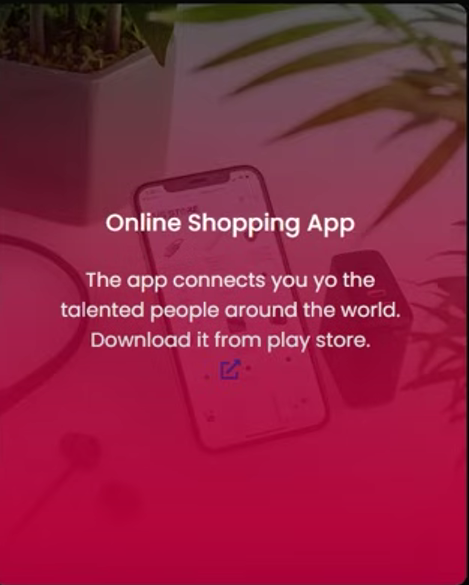 Online Shopping App
The app connects you yo the
talented people around the world.
Download it from play store.